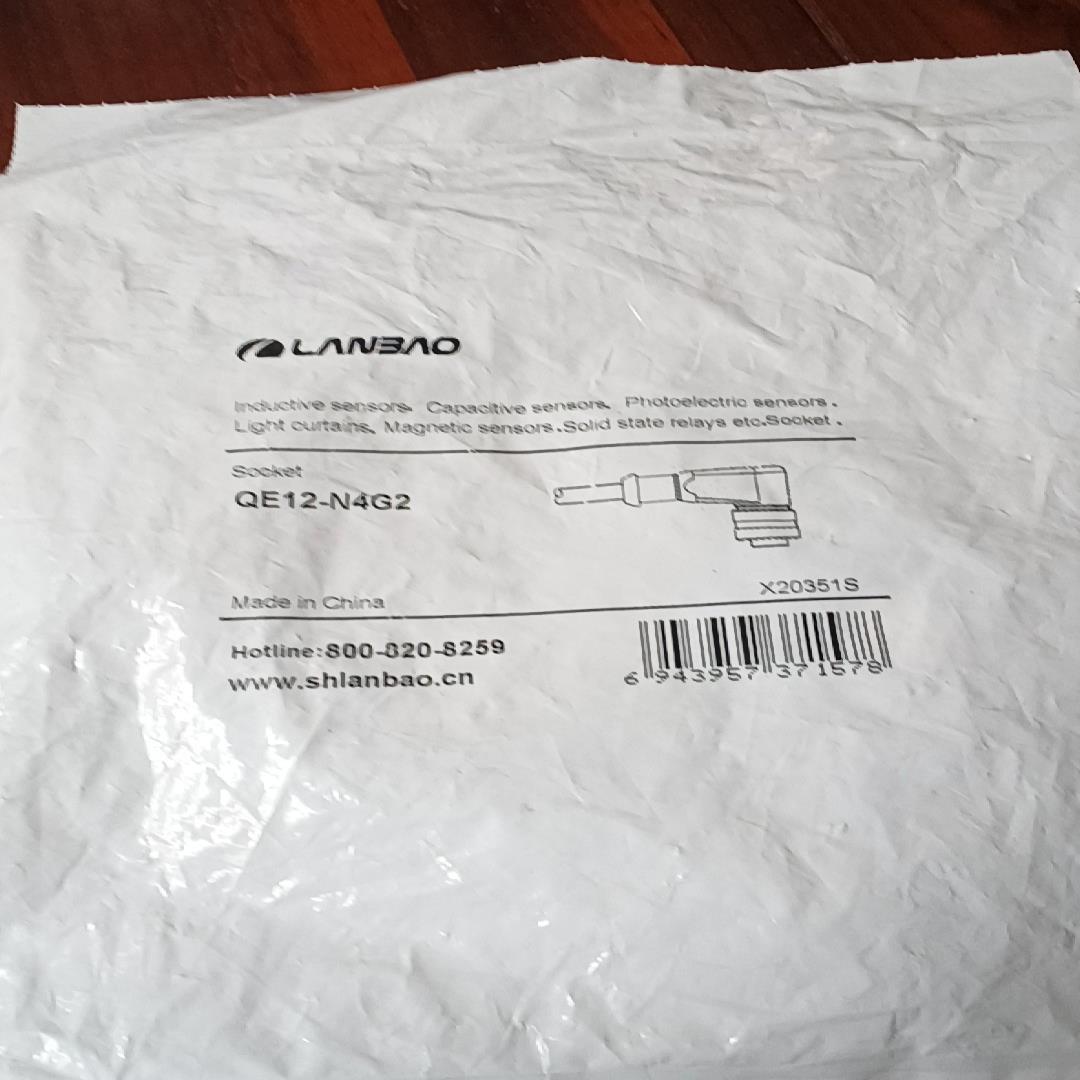 LANBAO
Inductive sensors、Capacitive sensors、Photoelectric sensors、
Light curtains、Magnetic sensors、Solid state relays etc.Socket .
Socket
QE12-N4G2
X20351S
Made in China
Hotline:800-820-8259
www.shlanbao.cn
6 943957 371578